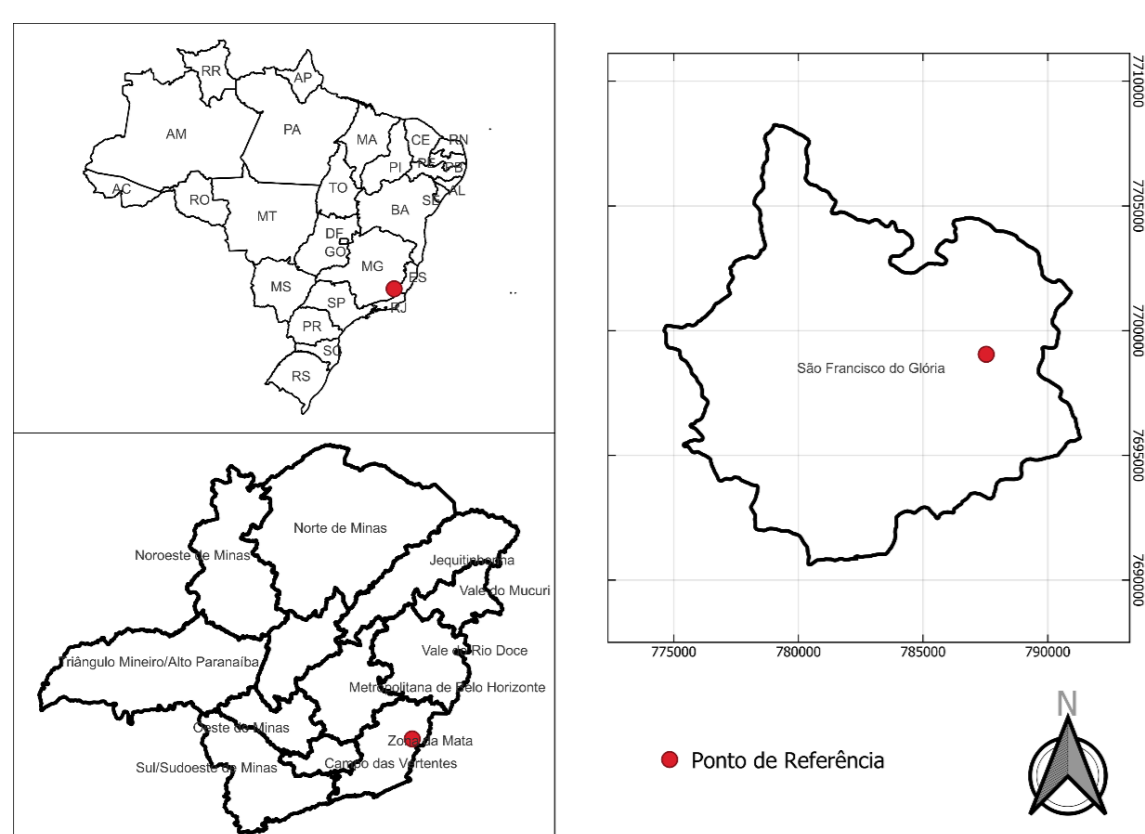 RR
AP
AM
PA
MA
CE
RN
PI
PE
PB
AC
TO
AL
SE
RO
MT
BA
DF
GO
MG
ES
MS
SP
RJ
PR
SC
RS
Norte de Minas
Noroeste de Minas
Jequitinhonha
Vale do Mucuri
Triângulo Mineiro/Alto Paranaíba
Vale do Rio Doce
Metropolitana de Belo Horizonte
Oeste de Minas
Zona da Mata
Campo das Vertentes
Sul/Sudoeste de Minas
São Francisco do Glória
7710000
7705000
7700000
7695000
7690000
775000 780000 785000 790000
Ponto de Referência
N